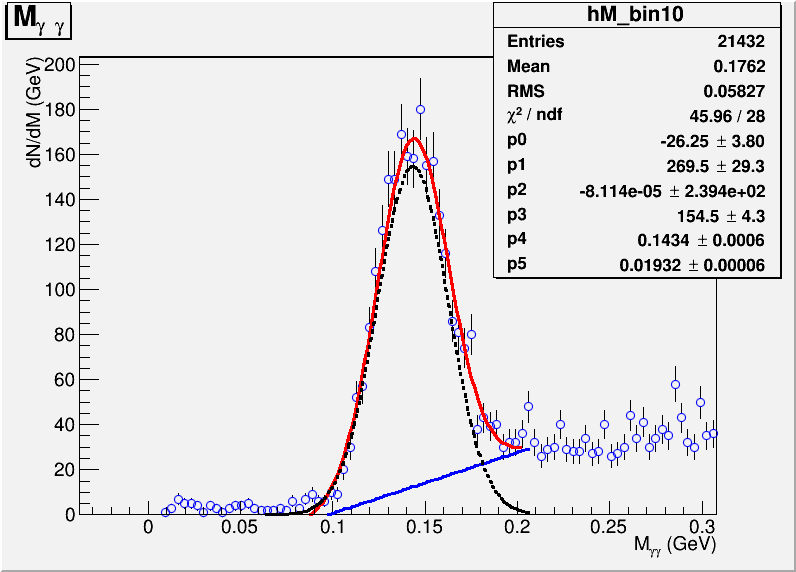 M_γ γ
hM_bin10
Entries 21432
Mean 0.1762
RMS 0.05827
χ² / ndf 45.96 / 28
p0 -26.25 ± 3.80
p1 269.5 ± 29.3
p2 -8.114e-05 ± 2.394e+02
p3 154.5 ± 4.3
p4 0.1434 ± 0.0006
p5 0.01932 ± 0.00006
dN/dM (GeV)
200
180
160
140
120
100
80
60
40
20
0
0 0.05 0.1 0.15 0.2 0.25 0.3
M_γγ (GeV)